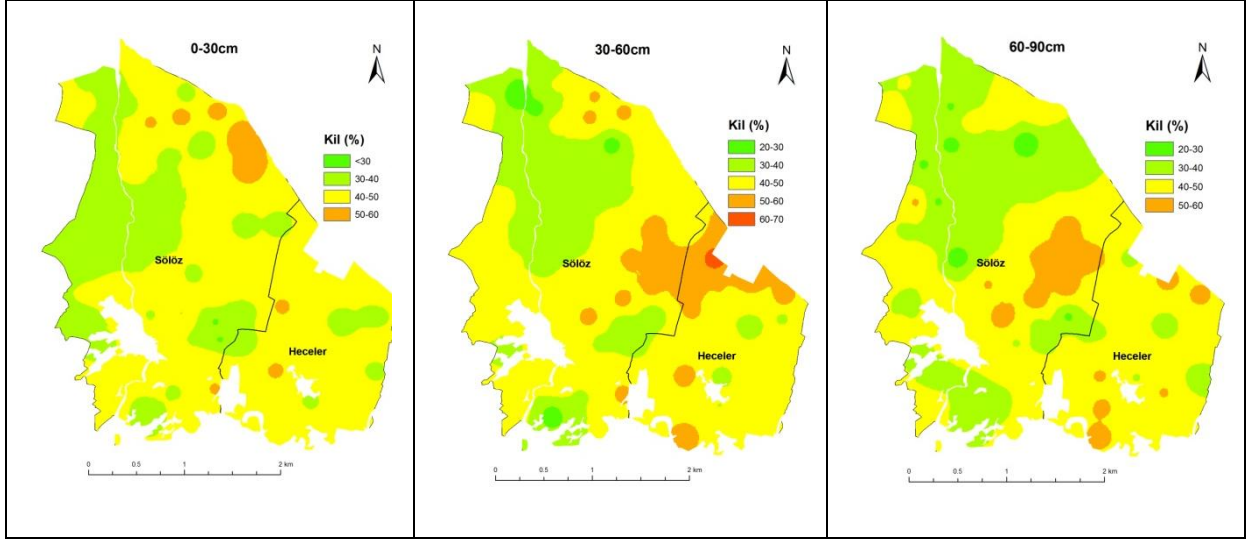 0-30cm
N
Kil (%)
<30
30-40
40-50
50-60
Sölöz
Heceler
0 0.5 1 2 km
30-60cm
N
Kil (%)
20-30
30-40
40-50
50-60
60-70
Sölöz
Heceler
0 0.5 1 2 km
60-90cm
N
Kil (%)
20-30
30-40
40-50
50-60
Sölöz
Heceler
0 0.5 1 2 km